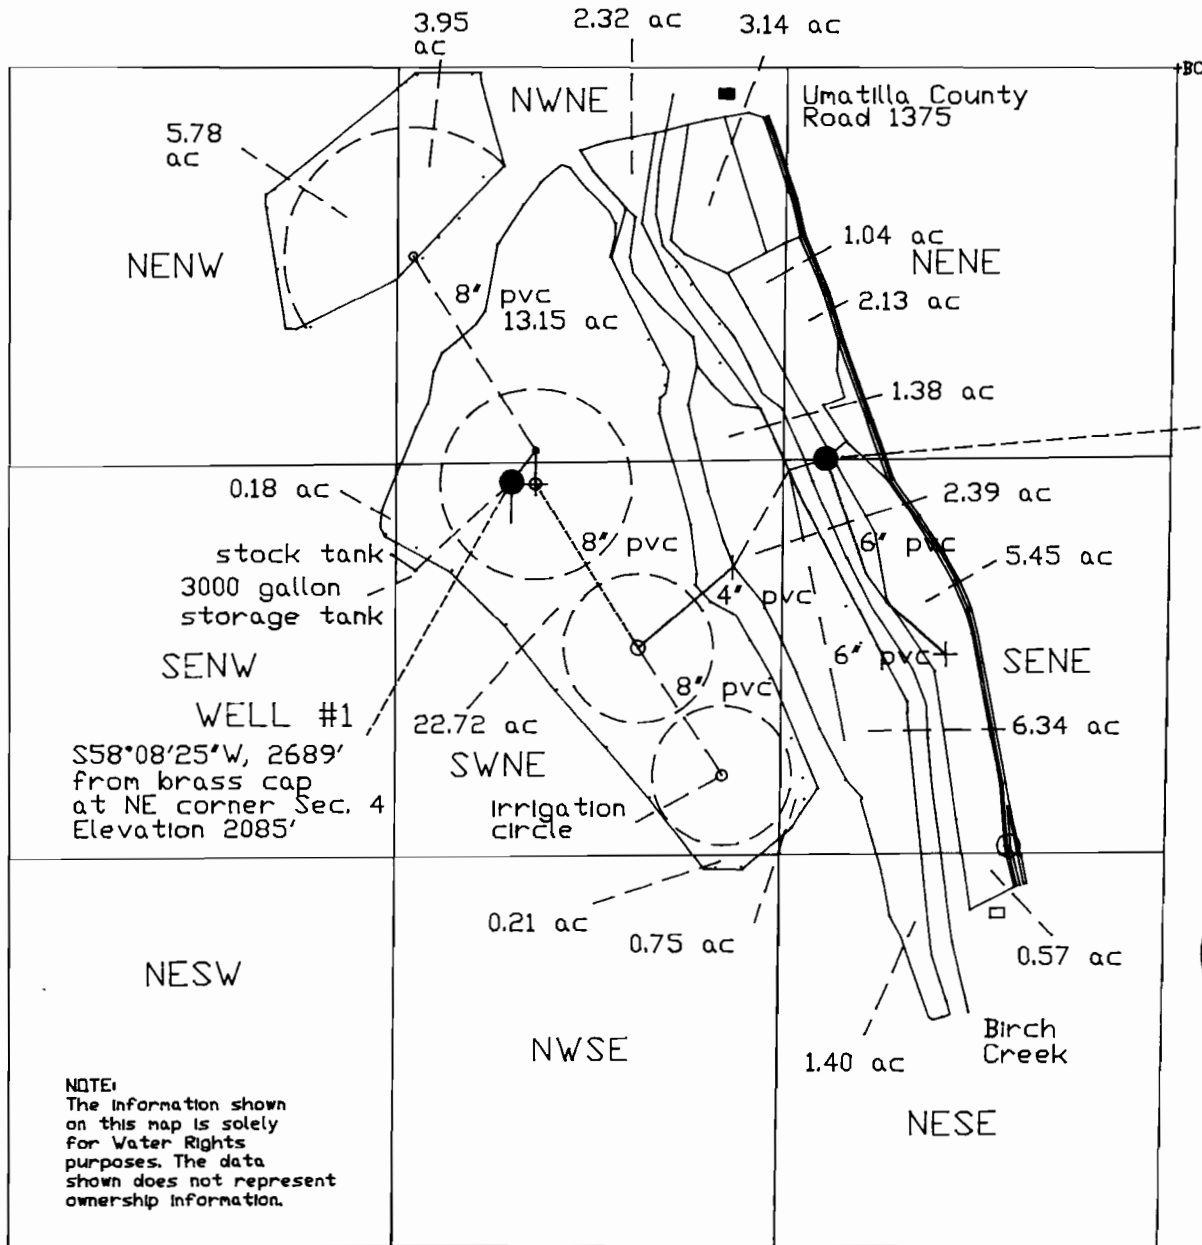 3.95
ac
2.32 ac
3.14 ac
BC
NWNE
Umatilla County
Road 1375
5.78
ac
1.04 ac
NENW
NENE
8" pvc
13.15 ac
2.13 ac
1.38 ac
0.18 ac
2.39 ac
stock tank
8" pvc
6" pvc
5.45 ac
3000 gallon
storage tank
4" pvc
SENW
6" pvc
SENE
WELL #1
8" pvc
22.72 ac
6.34 ac
S58°08'25"W, 2689'
from brass cap
at NE corner Sec. 4
Elevation 2085'
SWNE
irrigation
circle
0.21 ac
0.75 ac
0.57 ac
NESW
NWSE
Birch
Creek
1.40 ac
NESE
NOTE:
The information shown
on this map is solely
for Water Rights
purposes. The data
shown does not represent
ownership information.